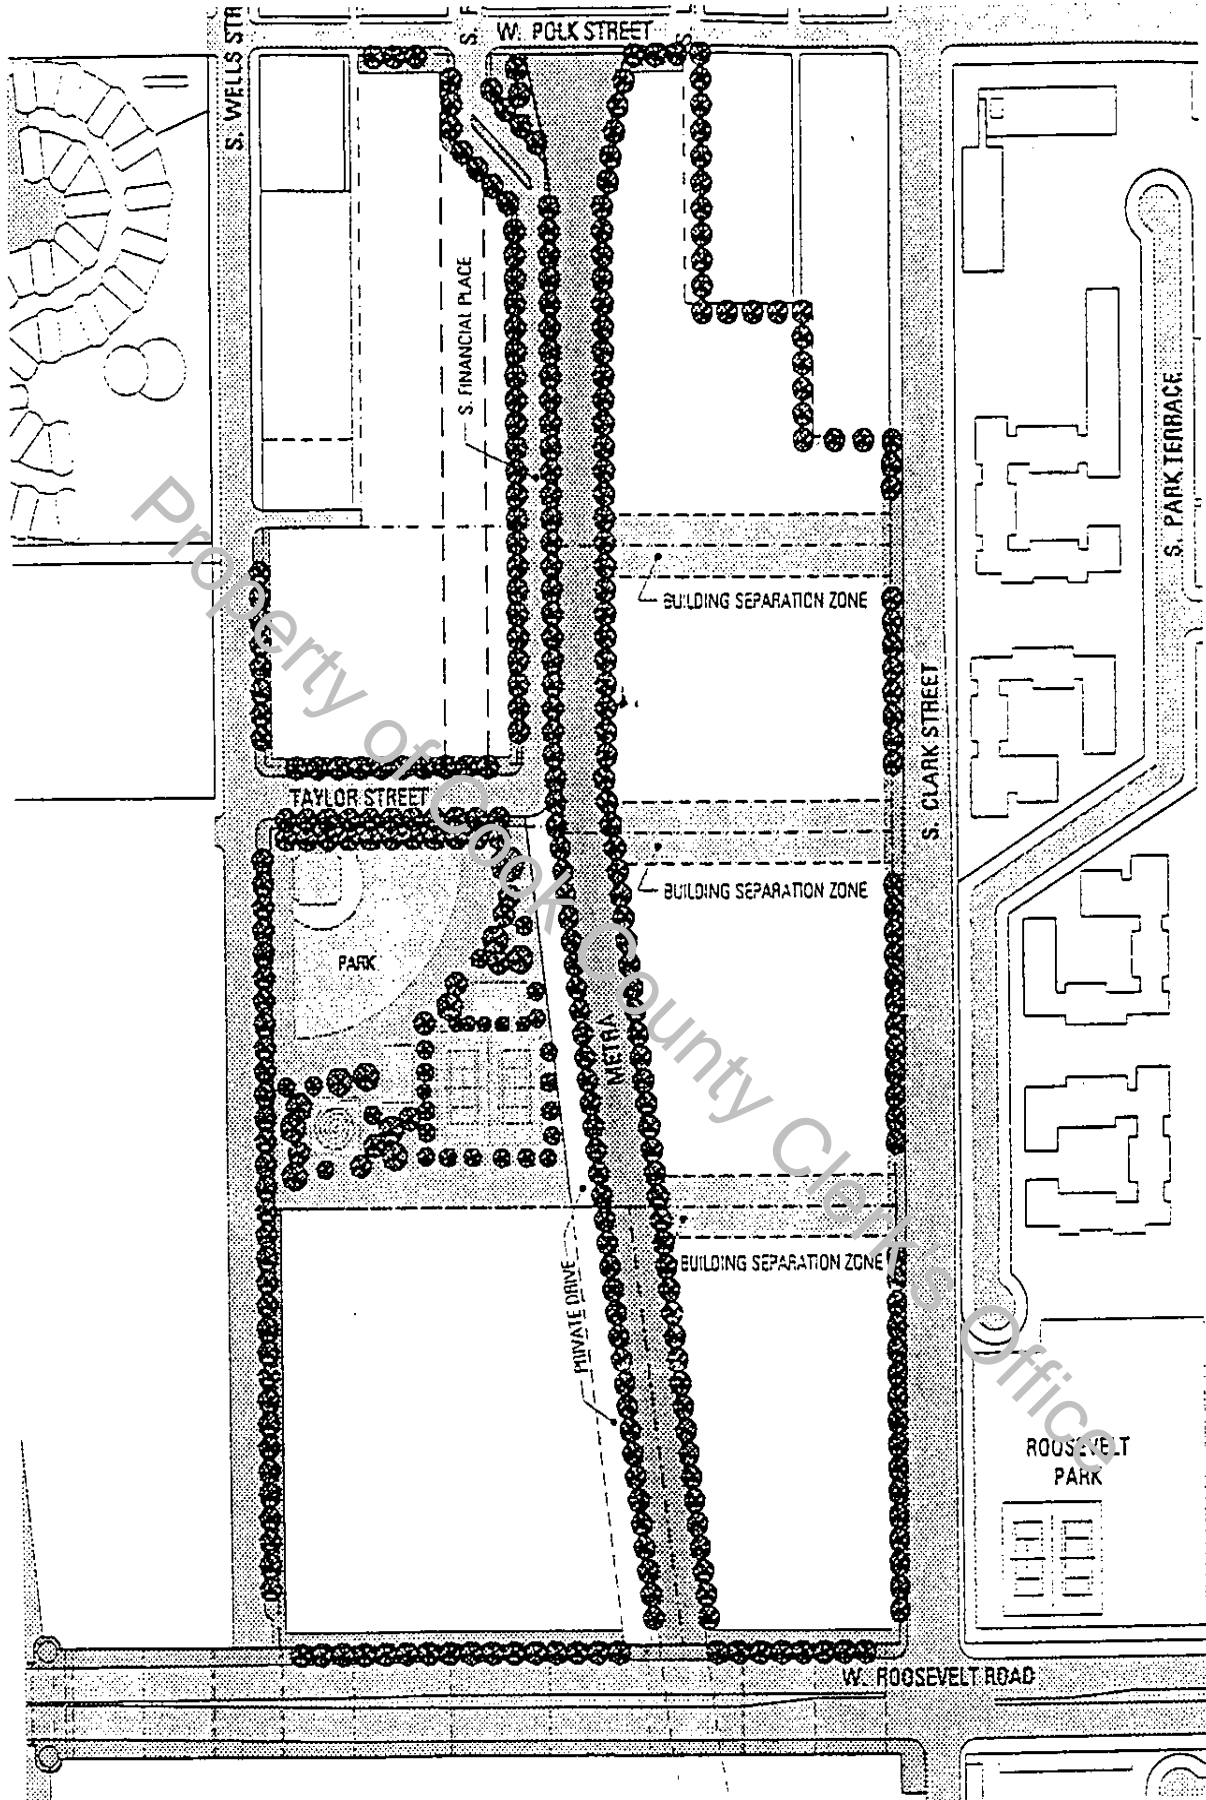 S. WELLS STR
S. F
W. POLK STREET
S. L
S. FINANCIAL PLACE
S. PARK TERRACE
BUILDING SEPARATION ZONE
S. CLARK STREET
TAYLOR STREET
BUILDING SEPARATION ZONE
PARK
METRA
BUILDING SEPARATION ZONE
PRIVATE DRIVE
ROOSEVELT
PARK
W. ROOSEVELT ROAD
Property of Cook County Clerk's Office